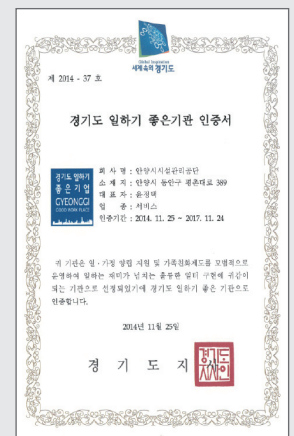 Global Inspiration
세계속의 경기도
제 2014 - 37 호
경기도 일하기 좋은기관 인증서
경기도 일하기
좋은기업
GYEONGGI
GOOD WORK PLACE
회 사 명 : 안양시시설관리공단
소 재 지 : 안양시 동안구 평촌대로 389
대 표 자 : 윤정택
업 종 : 서비스
인증기간 : 2014. 11. 25 ~ 2017. 11. 24
귀 기관은 일·가정 양립 지원 및 가족친화제도를 모범적으로
운영하여 일하는 재미가 넘치는 훌륭한 일터 구현에 귀감이
되는 기관으로 선정되었기에 경기도 일하기 좋은 기관으로
인증합니다.
2014년 11월 25일
경 기 도 지
경기도
지사인